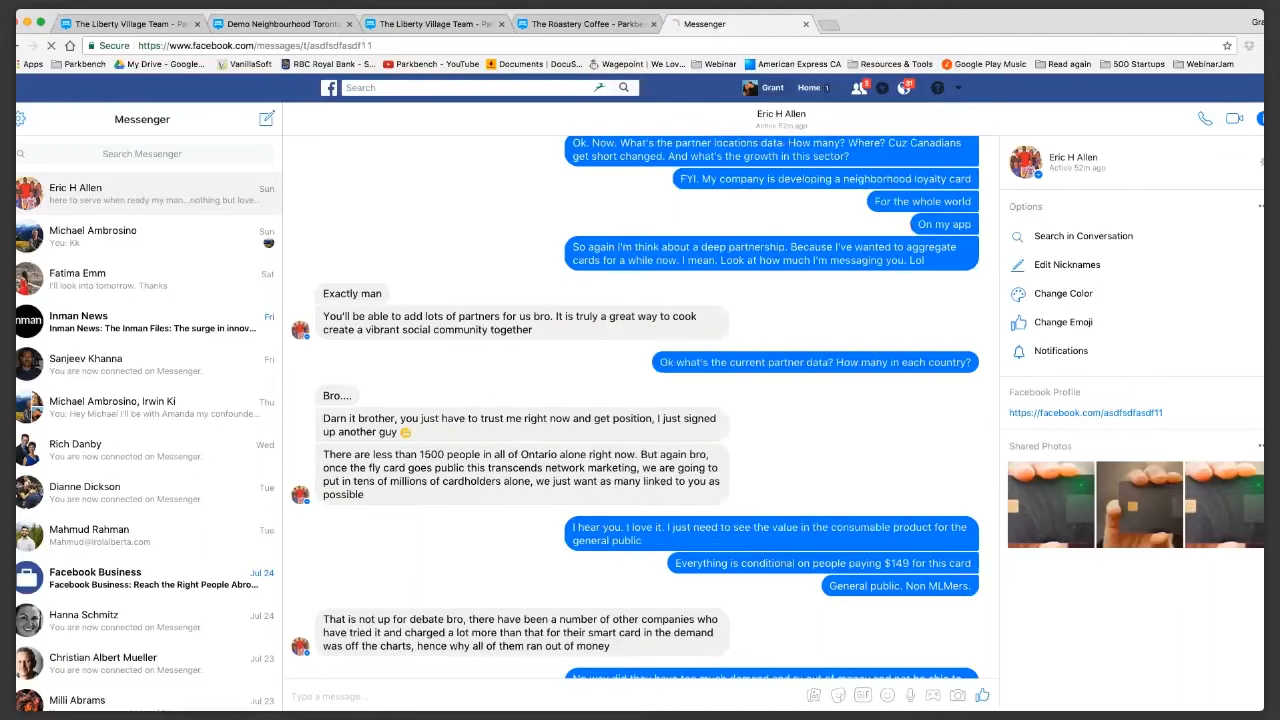 The Liberty Village Team - Park
Demo Neighbourhood Toronto
The Liberty Village Team - Par
The Roastery Coffee - Parkben
Messenger
Gra
Secure
https://www.facebook.com/messages/t/asdfsdfasdf11
Apps
Parkbench
My Drive - Google...
VanillaSoft
RBC Royal Bank - S...
Parkbench - YouTube
Documents | DocuS...
Wagepoint | We Lov...
Webinar
American Express CA
Resources & Tools
Google Play Music
Read again
500 Startups
WebinarJam
Search
Grant
Home 1
31
Messenger
Search Messenger
Eric H Allen
Sun
here to serve when ready my man...nothing but love...
Michael Ambrosino
Sun
You: Kk
Fatima Emm
Sat
I'll look into tomorrow. Thanks
inman
Inman News
Fri
Inman News: The Inman Files: The surge in innov...
Sanjeev Khanna
Fri
You are now connected on Messenger.
Michael Ambrosino, Irwin Ki
Thu
You: Hey Michael I'll be with Amanda my confounde...
Rich Danby
Wed
You are now connected on Messenger.
Dianne Dickson
Tue
You are now connected on Messenger.
Mahmud Rahman
Tue
Mahmud@irolalberta.com
Facebook Business
Jul 24
Facebook Business: Reach the Right People Abro...
Hanna Schmitz
Jul 24
You are now connected on Messenger.
Christian Albert Mueller
Jul 23
You are now connected on Messenger.
Milli Abrams
Jul 23
Eric H Allen
Active 52m ago
Ok. Now. What's the partner locations data. How many? Where? Cuz Canadians
get short changed. And what's the growth in this sector?
FYI. My company is developing a neighborhood loyalty card
For the whole world
On my app
So again I'm think about a deep partnership. Because I've wanted to aggregate
cards for a while now. I mean. Look at how much I'm messaging you. Lol
Exactly man
You'll be able to add lots of partners for us bro. It is truly a great way to cook
create a vibrant social community together
Ok what's the current partner data? How many in each country?
Bro....
Darn it brother, you just have to trust me right now and get position, I just signed
up another guy
There are less than 1500 people in all of Ontario alone right now. But again bro,
once the fly card goes public this transcends network marketing, we are going to
put in tens of millions of cardholders alone, we just want as many linked to you as
possible
I hear you. I love it. I just need to see the value in the consumable product for the
general public
Everything is conditional on people paying $149 for this card
General public. Non MLMers.
That is not up for debate bro, there have been a number of other companies who
have tried it and charged a lot more than that for their smart card in the demand
was off the charts, hence why all of them ran out of money
Type a message...
GIF
Eric H Allen
Active 52m ago
Options
Search in Conversation
Edit Nicknames
Change Color
Change Emoji
Notifications
Facebook Profile
https://facebook.com/asdfsdfasdf11
Shared Photos